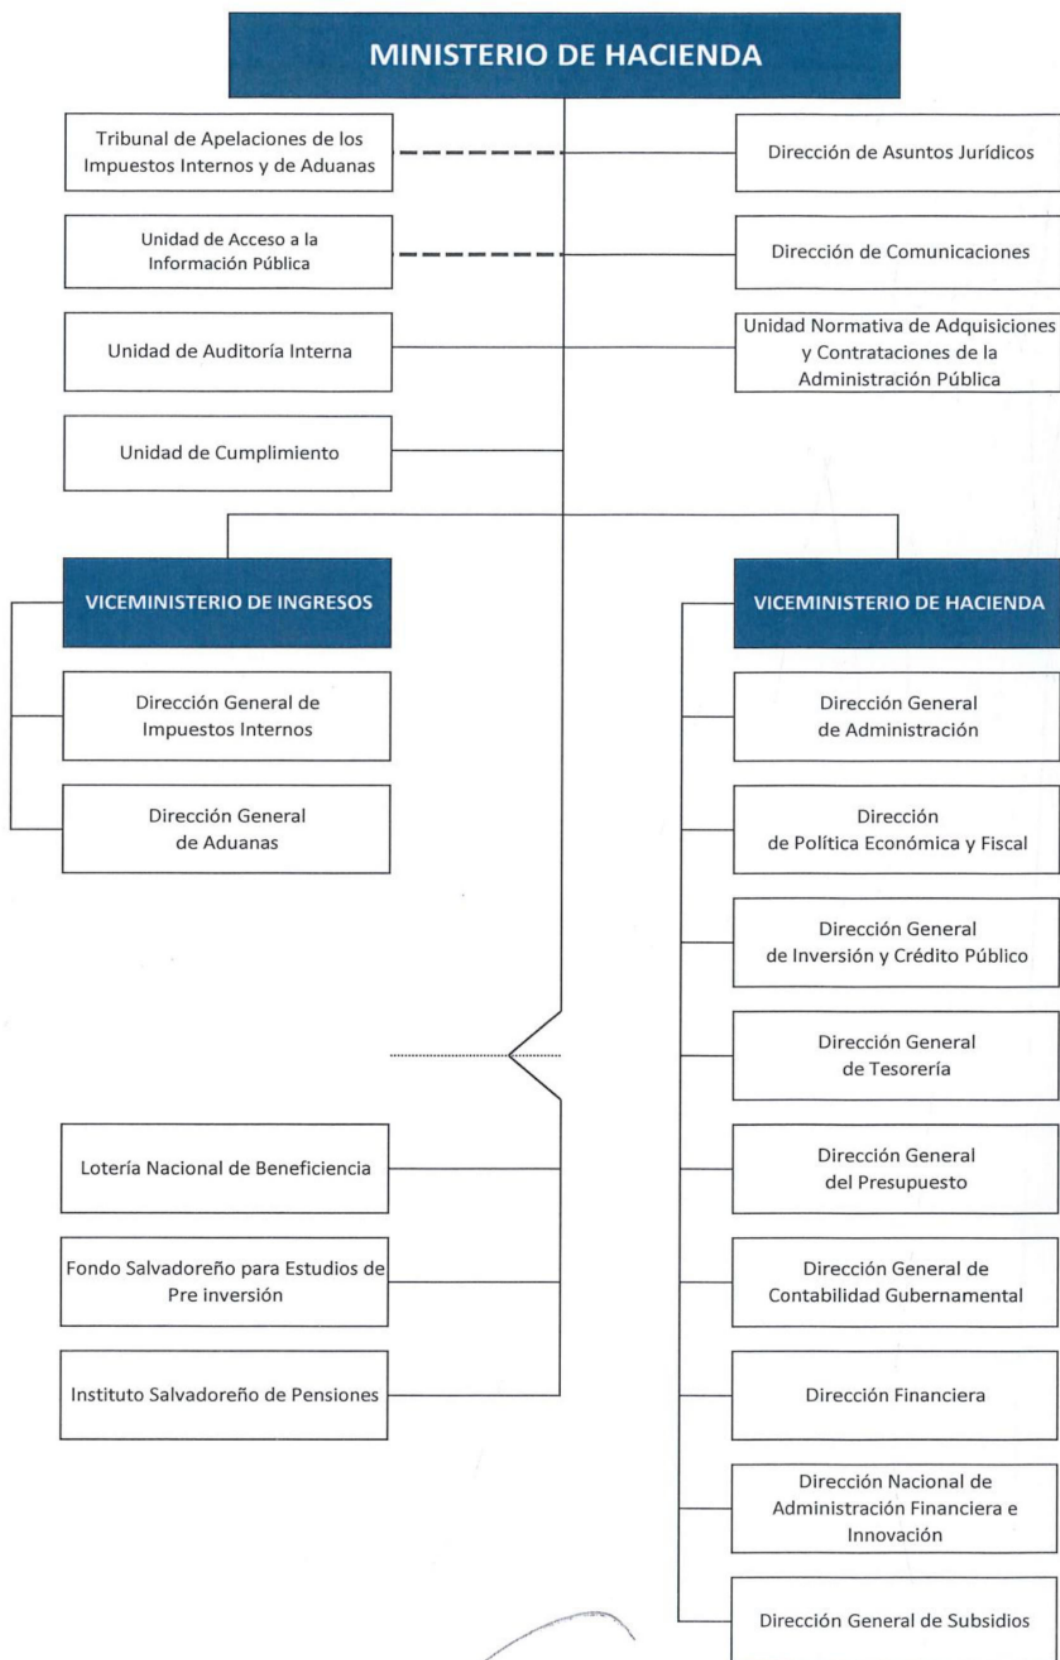 MINISTERIO DE HACIENDA
Tribunal de Apelaciones de los
Impuestos Internos y de Aduanas
Dirección de Asuntos Jurídicos
Unidad de Acceso a la
Información Pública
Dirección de Comunicaciones
Unidad de Auditoría Interna
Unidad Normativa de Adquisiciones
y Contrataciones de la
Administración Pública
Unidad de Cumplimiento
VICEMINISTERIO DE INGRESOS
Dirección General de
Impuestos Internos
Dirección General
de Aduanas
VICEMINISTERIO DE HACIENDA
Dirección General
de Administración
Dirección
de Política Económica y Fiscal
Dirección General
de Inversión y Crédito Público
Dirección General
de Tesorería
Dirección General
del Presupuesto
Dirección General de
Contabilidad Gubernamental
Dirección Financiera
Dirección Nacional de
Administración Financiera e
Innovación
Dirección General de Subsidios
Lotería Nacional de Beneficiencia
Fondo Salvadoreño para Estudios de
Pre inversión
Instituto Salvadoreño de Pensiones